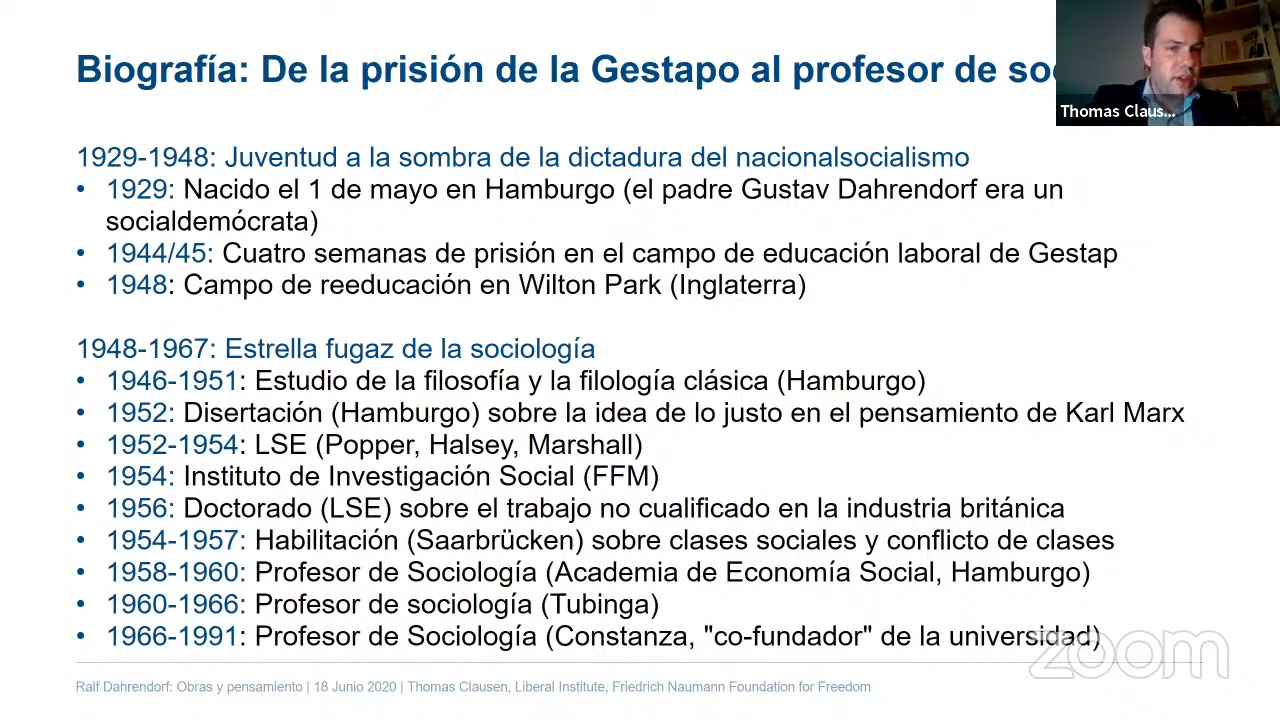 Biografía: De la prisión de la Gestapo al profesor de
Thomas Claus...
1929-1948: Juventud a la sombra de la dictadura del nacionalsocialismo
• 1929: Nacido el 1 de mayo en Hamburgo (el padre Gustav Dahrendorf era un
socialdemócrata)
• 1944/45: Cuatro semanas de prisión en el campo de educación laboral de Gestap
• 1948: Campo de reeducación en Wilton Park (Inglaterra)
1948-1967: Estrella fugaz de la sociología
• 1946-1951: Estudio de la filosofía y la filología clásica (Hamburgo)
• 1952: Disertación (Hamburgo) sobre la idea de lo justo en el pensamiento de Karl Marx
• 1952-1954: LSE (Popper, Halsey, Marshall)
• 1954: Instituto de Investigación Social (FFM)
• 1956: Doctorado (LSE) sobre el trabajo no cualificado en la industria británica
• 1954-1957: Habilitación (Saarbrücken) sobre clases sociales y conflicto de clases
• 1958-1960: Profesor de Sociología (Academia de Economía Social, Hamburgo)
• 1960-1966: Profesor de sociología (Tubinga)
• 1966-1991: Profesor de Sociología (Constanza, "co-fundador" de la universidad)
zoom
Ralf Dahrendorf: Obras y pensamiento | 18 Junio 2020 | Thomas Clausen, Liberal Institute, Friedrich Naumann Foundation for Freedom